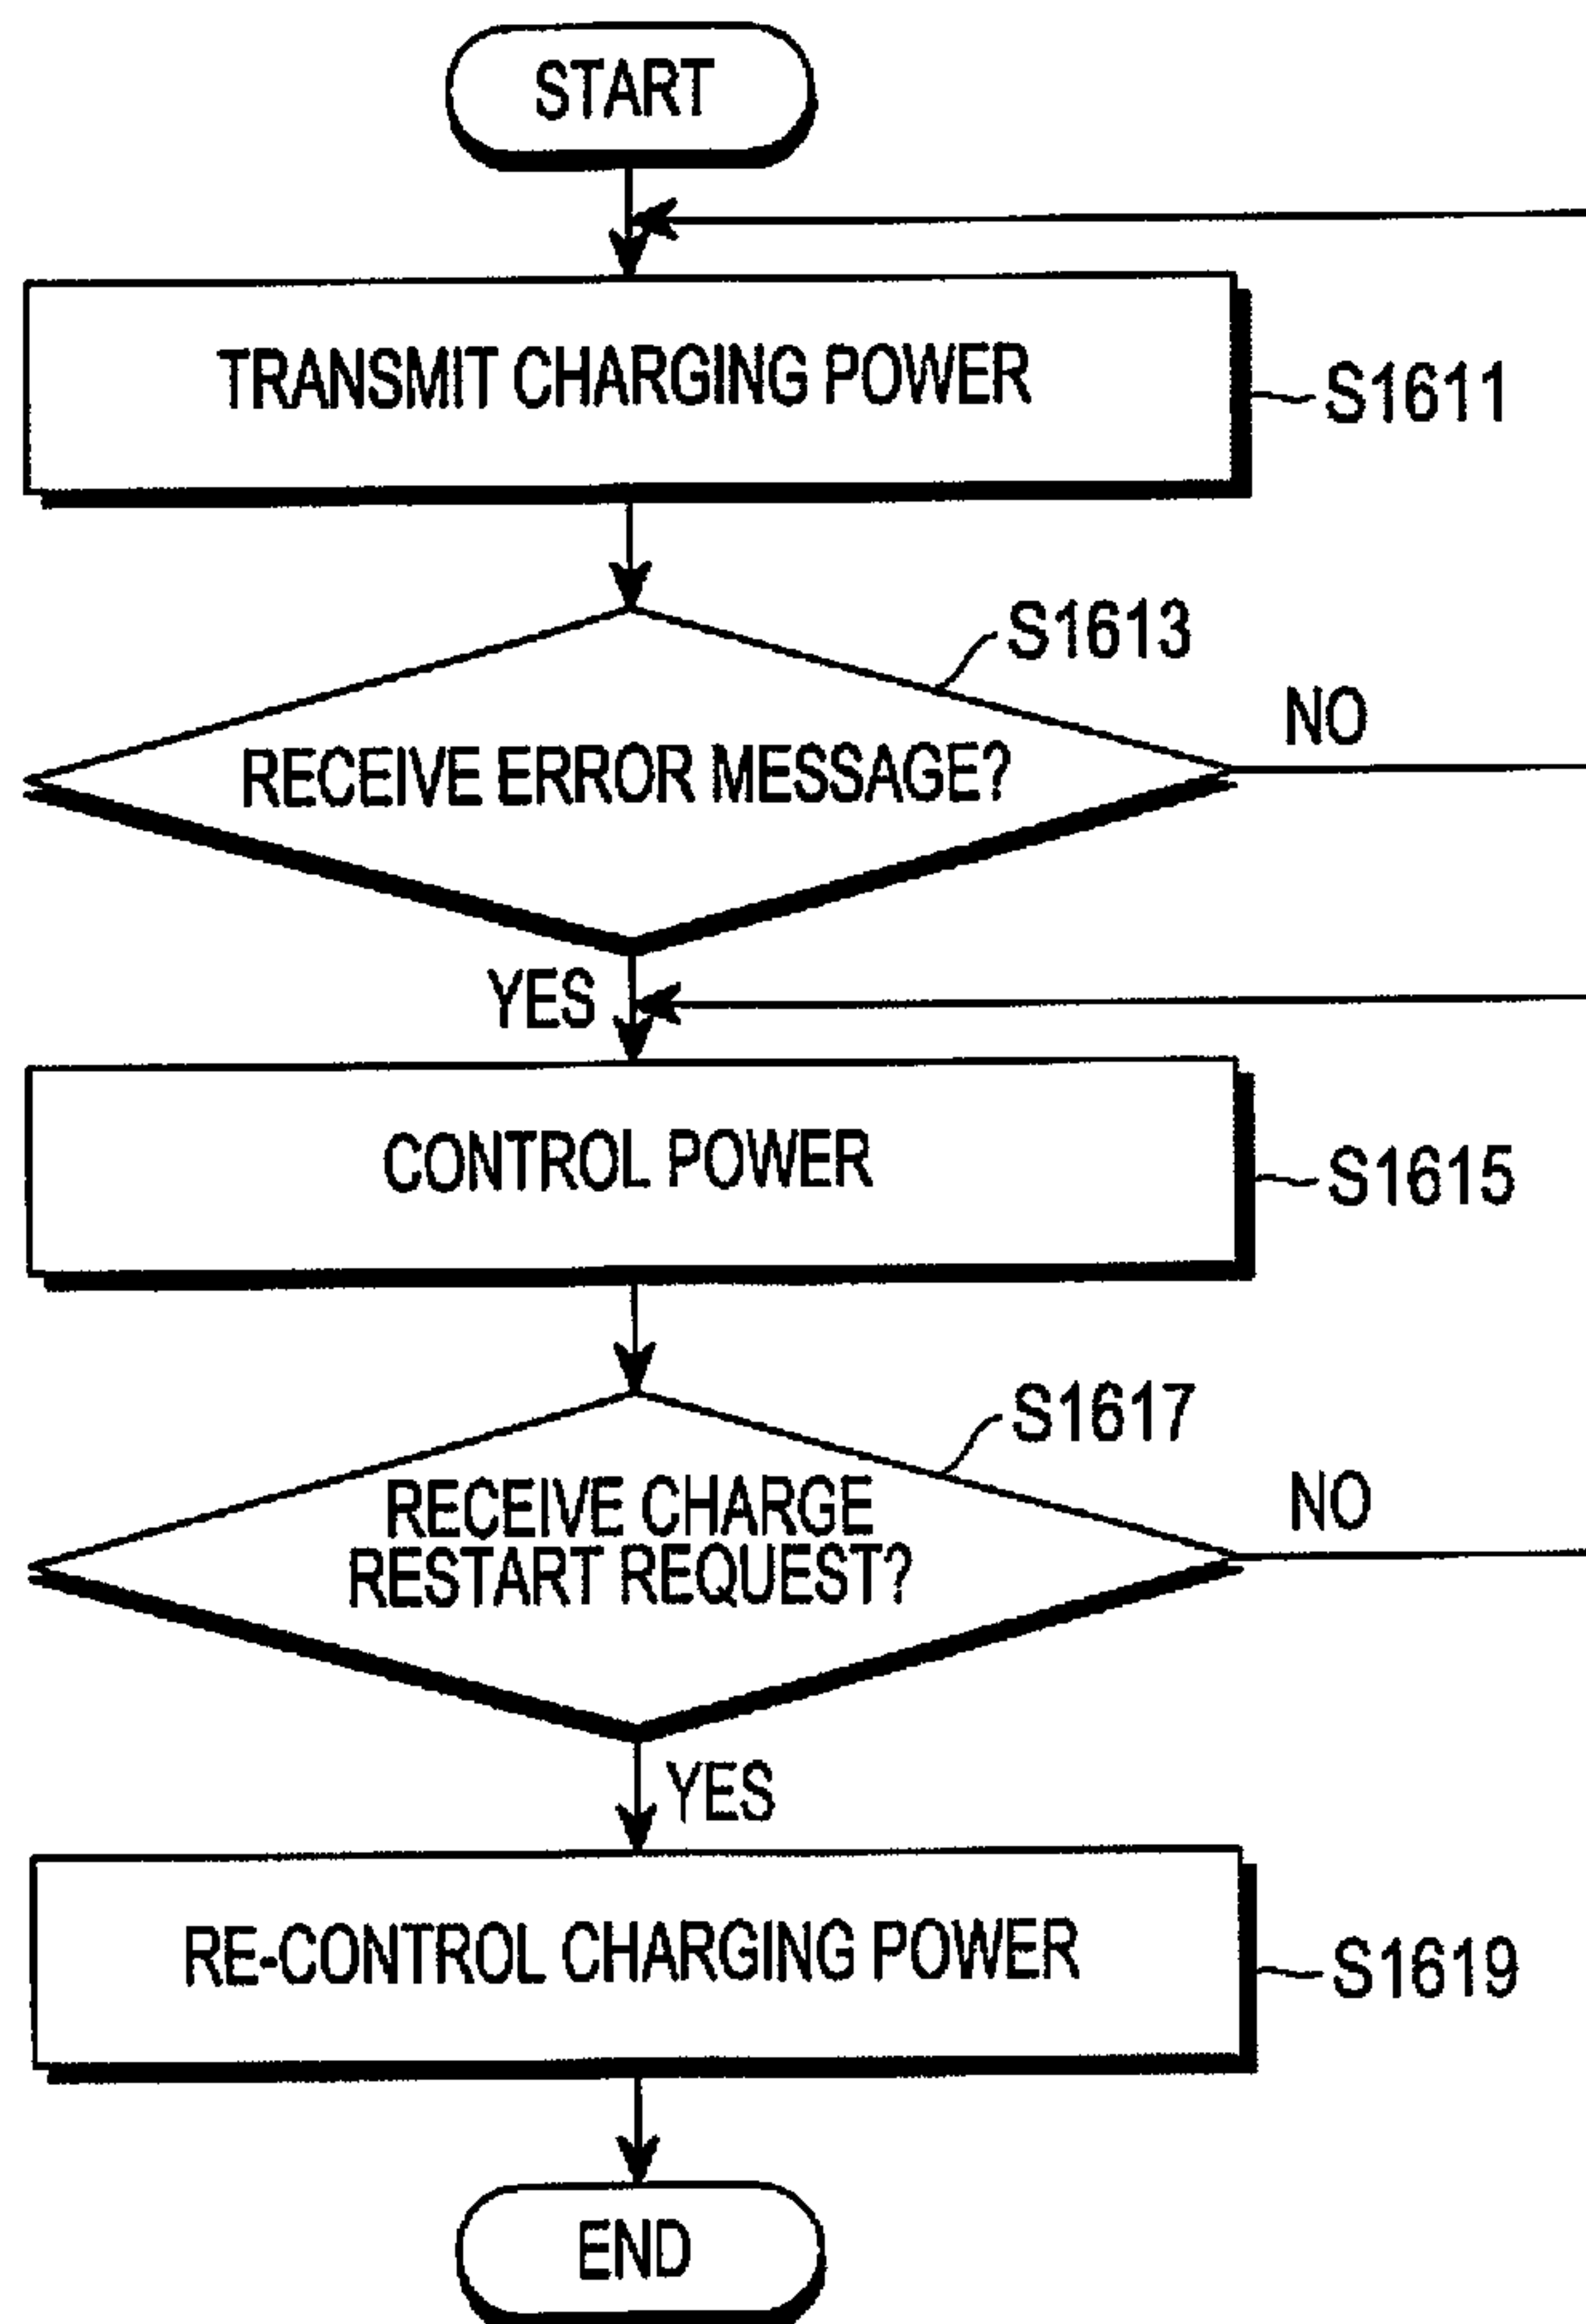 START
TRANSMIT CHARGING POWER
S1611
S1613
NO
RECEIVE ERROR MESSAGE?
YES
CONTROL POWER
S1615
S1617
NO
RECEIVE CHARGE
RESTART REQUEST?
YES
RE-CONTROL CHARGING POWER
S1619
END